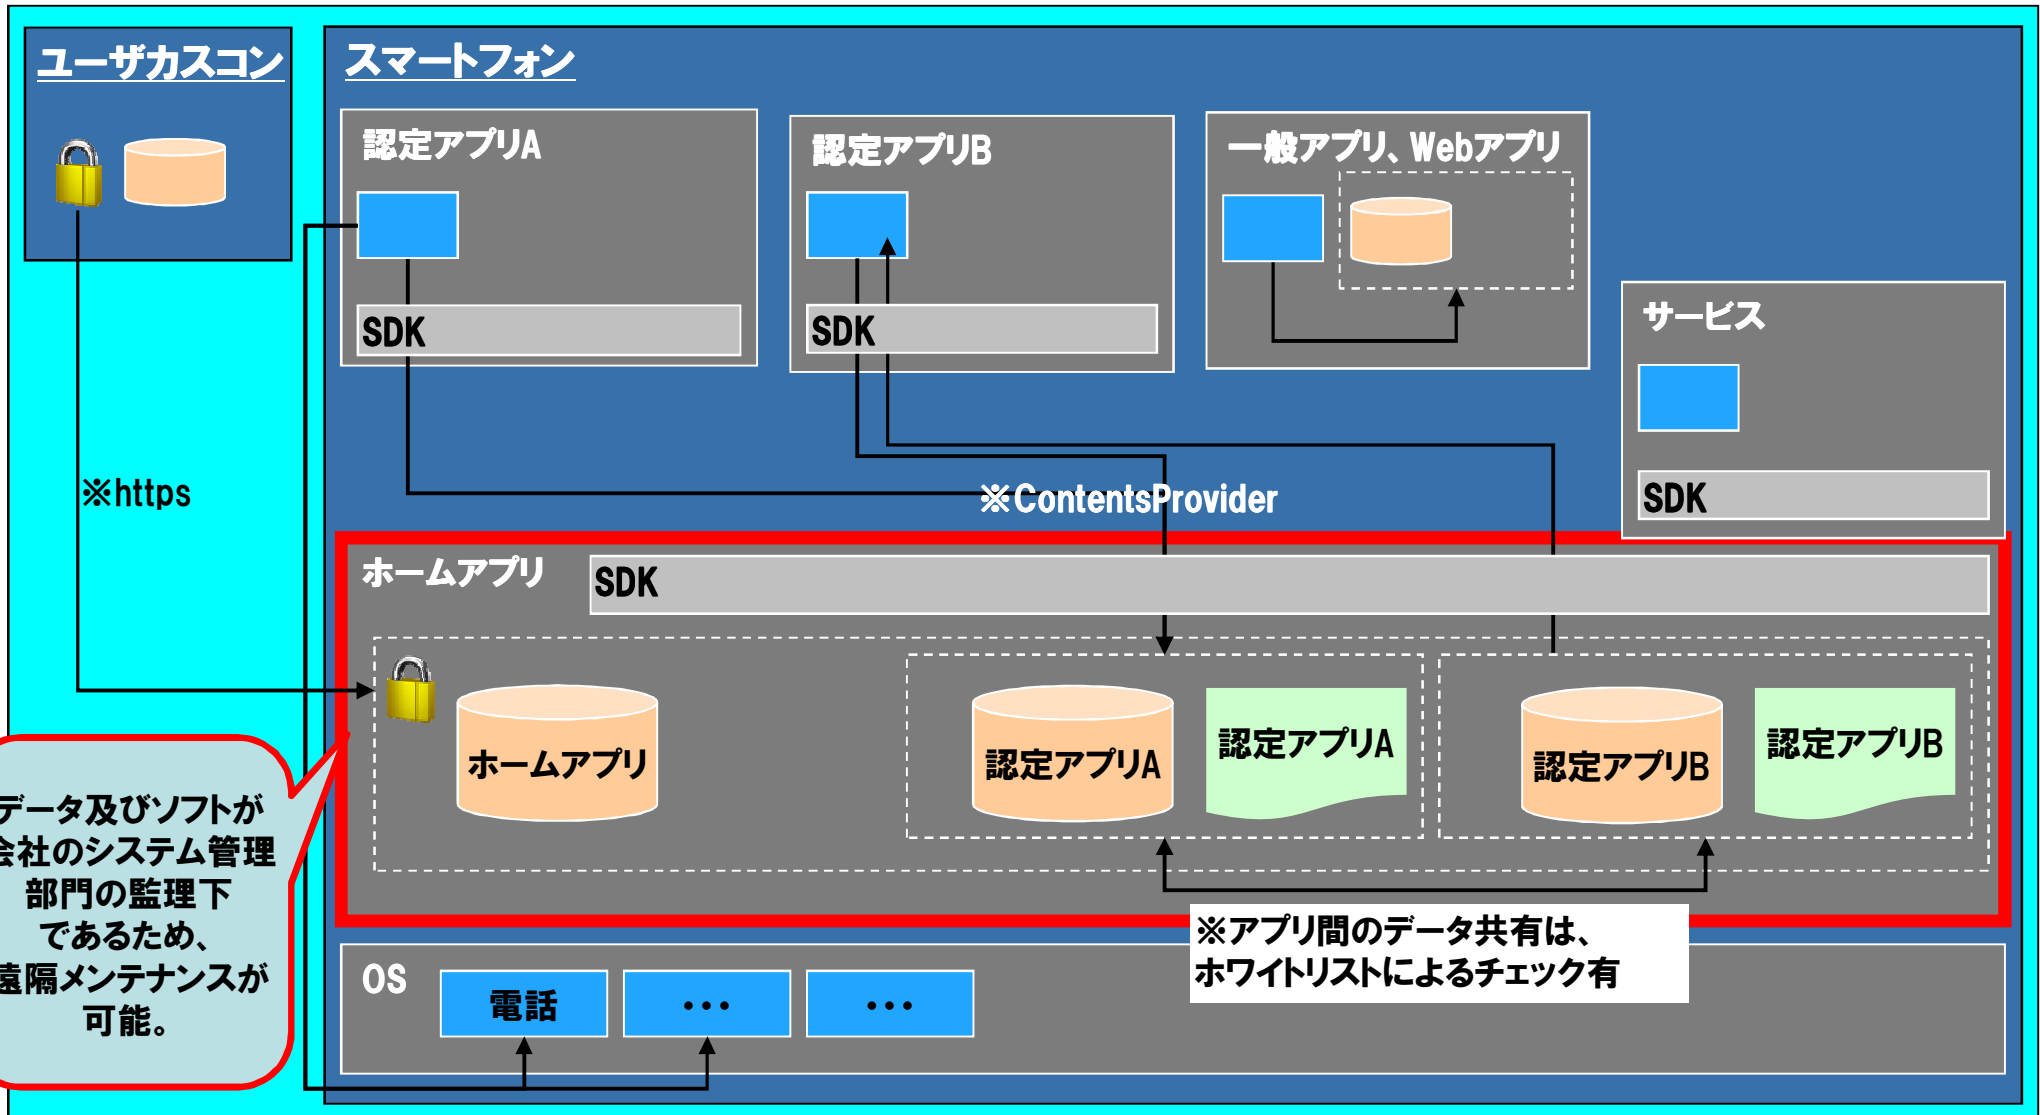 ユーザカスコン
スマートフォン
認定アプリA
認定アプリB
一般アプリ、Webアプリ
SDK
SDK
サービス
SDK
※https
※ContentsProvider
ホームアプリ
SDK
ホームアプリ
認定アプリA
認定アプリA
認定アプリB
認定アプリB
データ及びソフトが
会社のシステム管理
部門の監理下
であるため、
遠隔メンテナンスが
可能。
※アプリ間のデータ共有は、
ホワイトリストによるチェック有
OS
電話
・・・
・・・